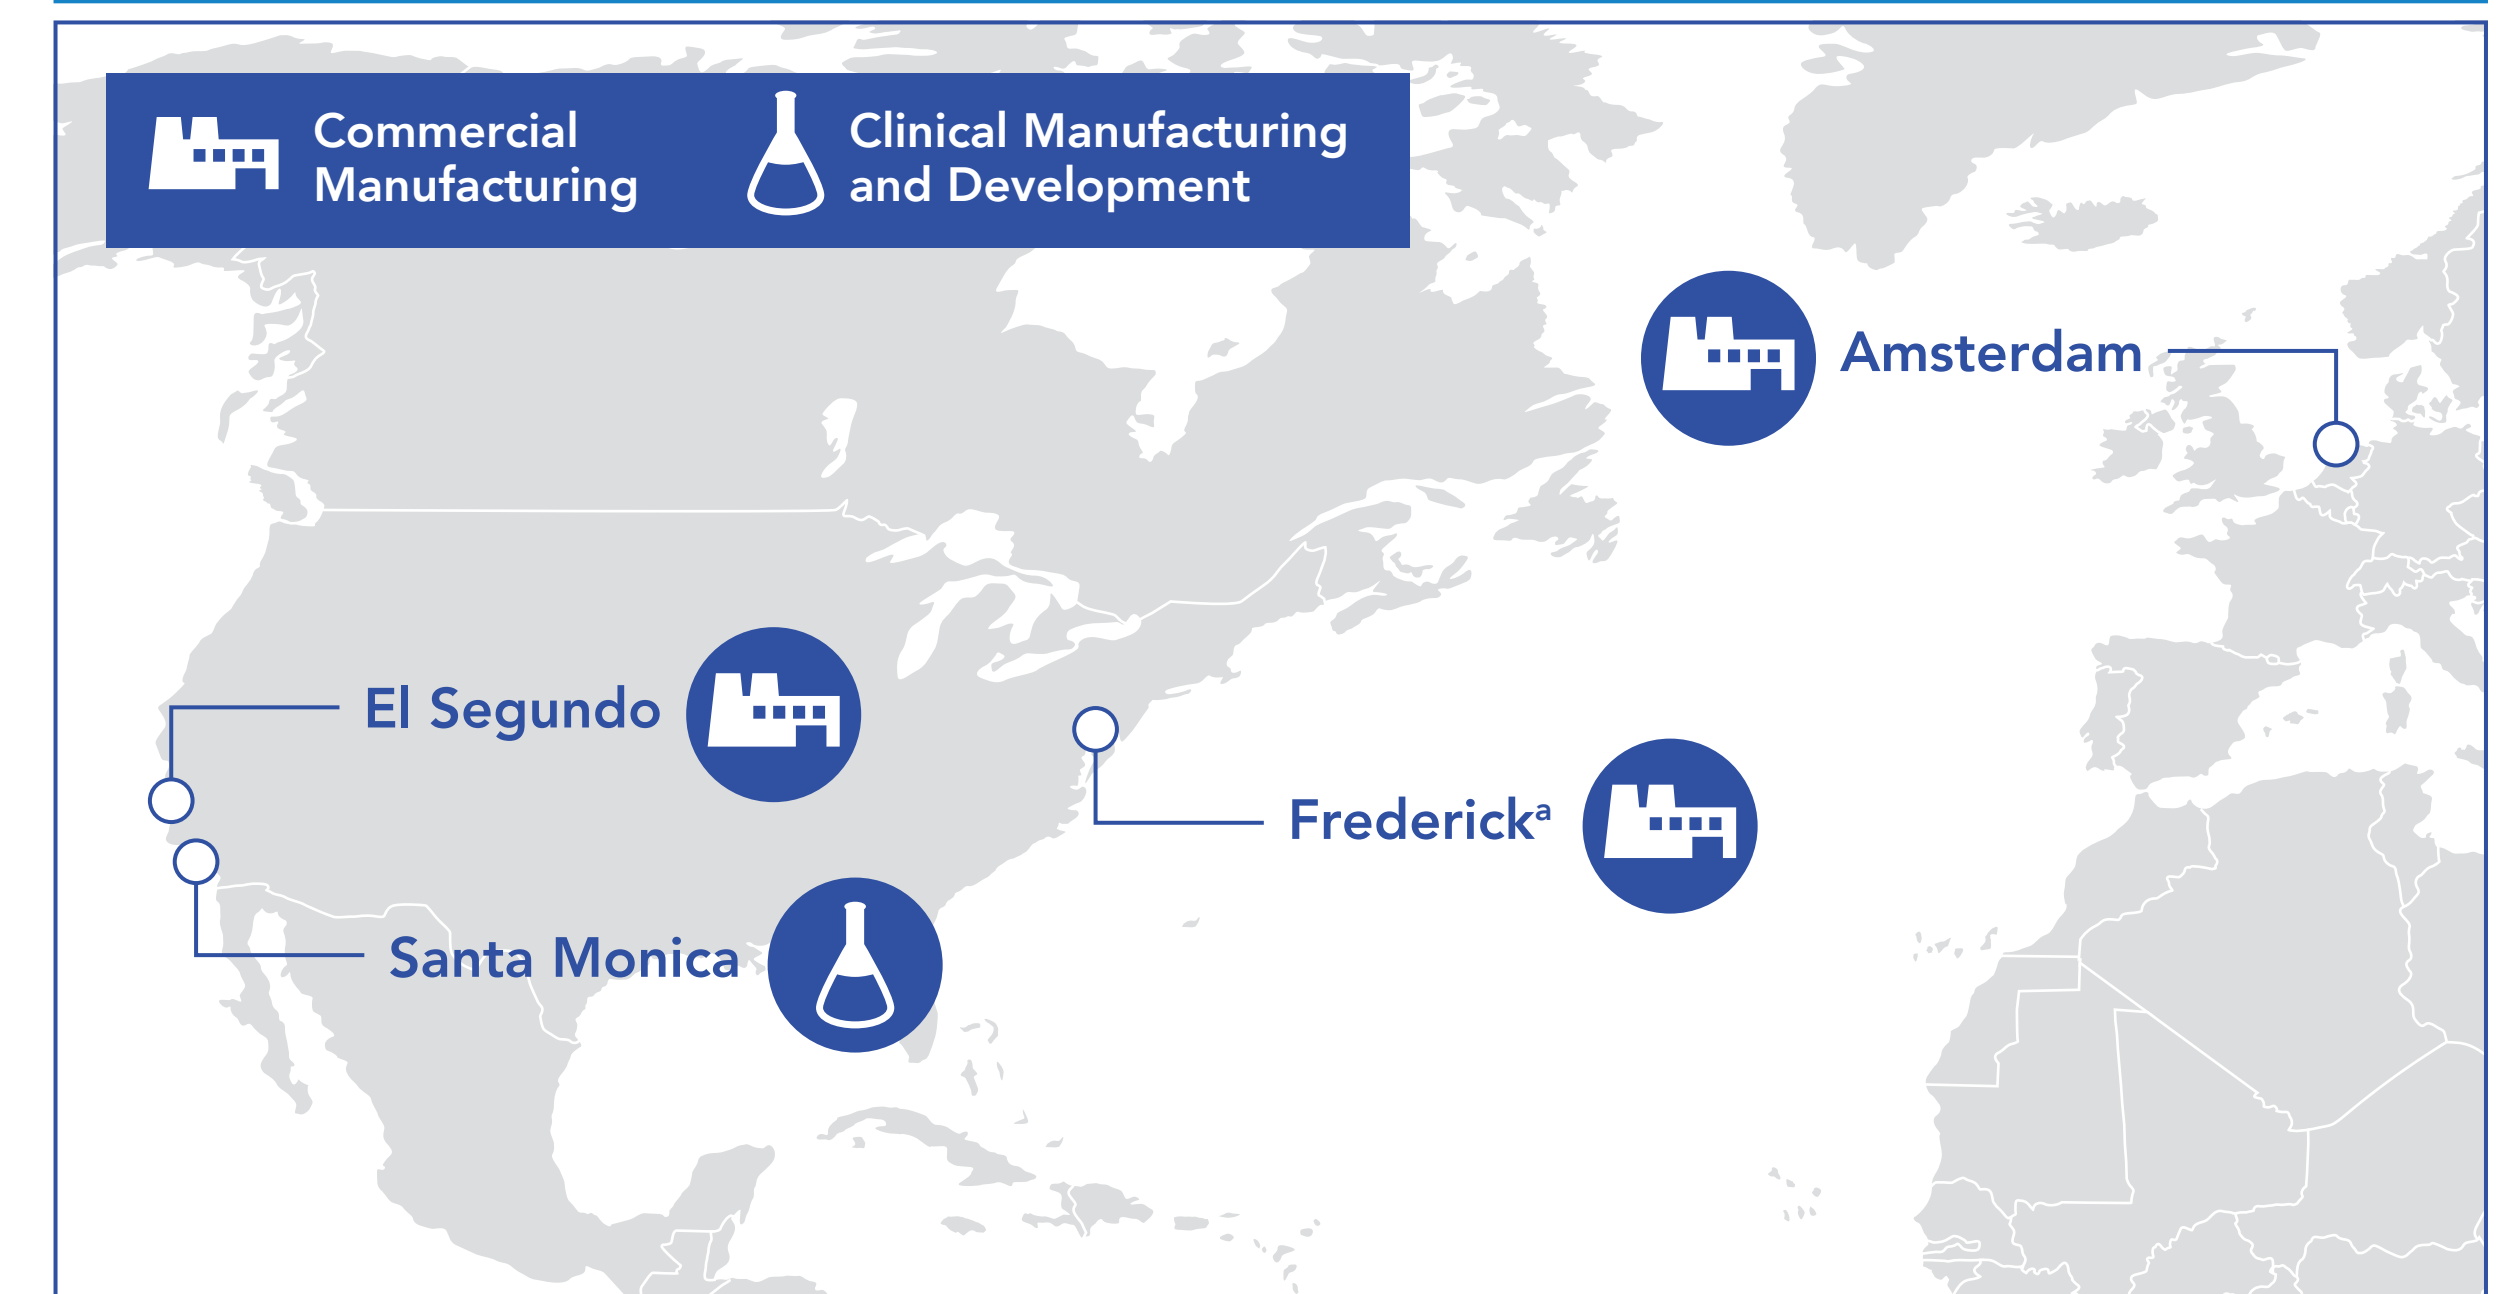 Commercial
Manufacturing
Clinical Manufacturing
and Development
Amsterdam
El Segundo
Frederickᵃ
Santa Monica